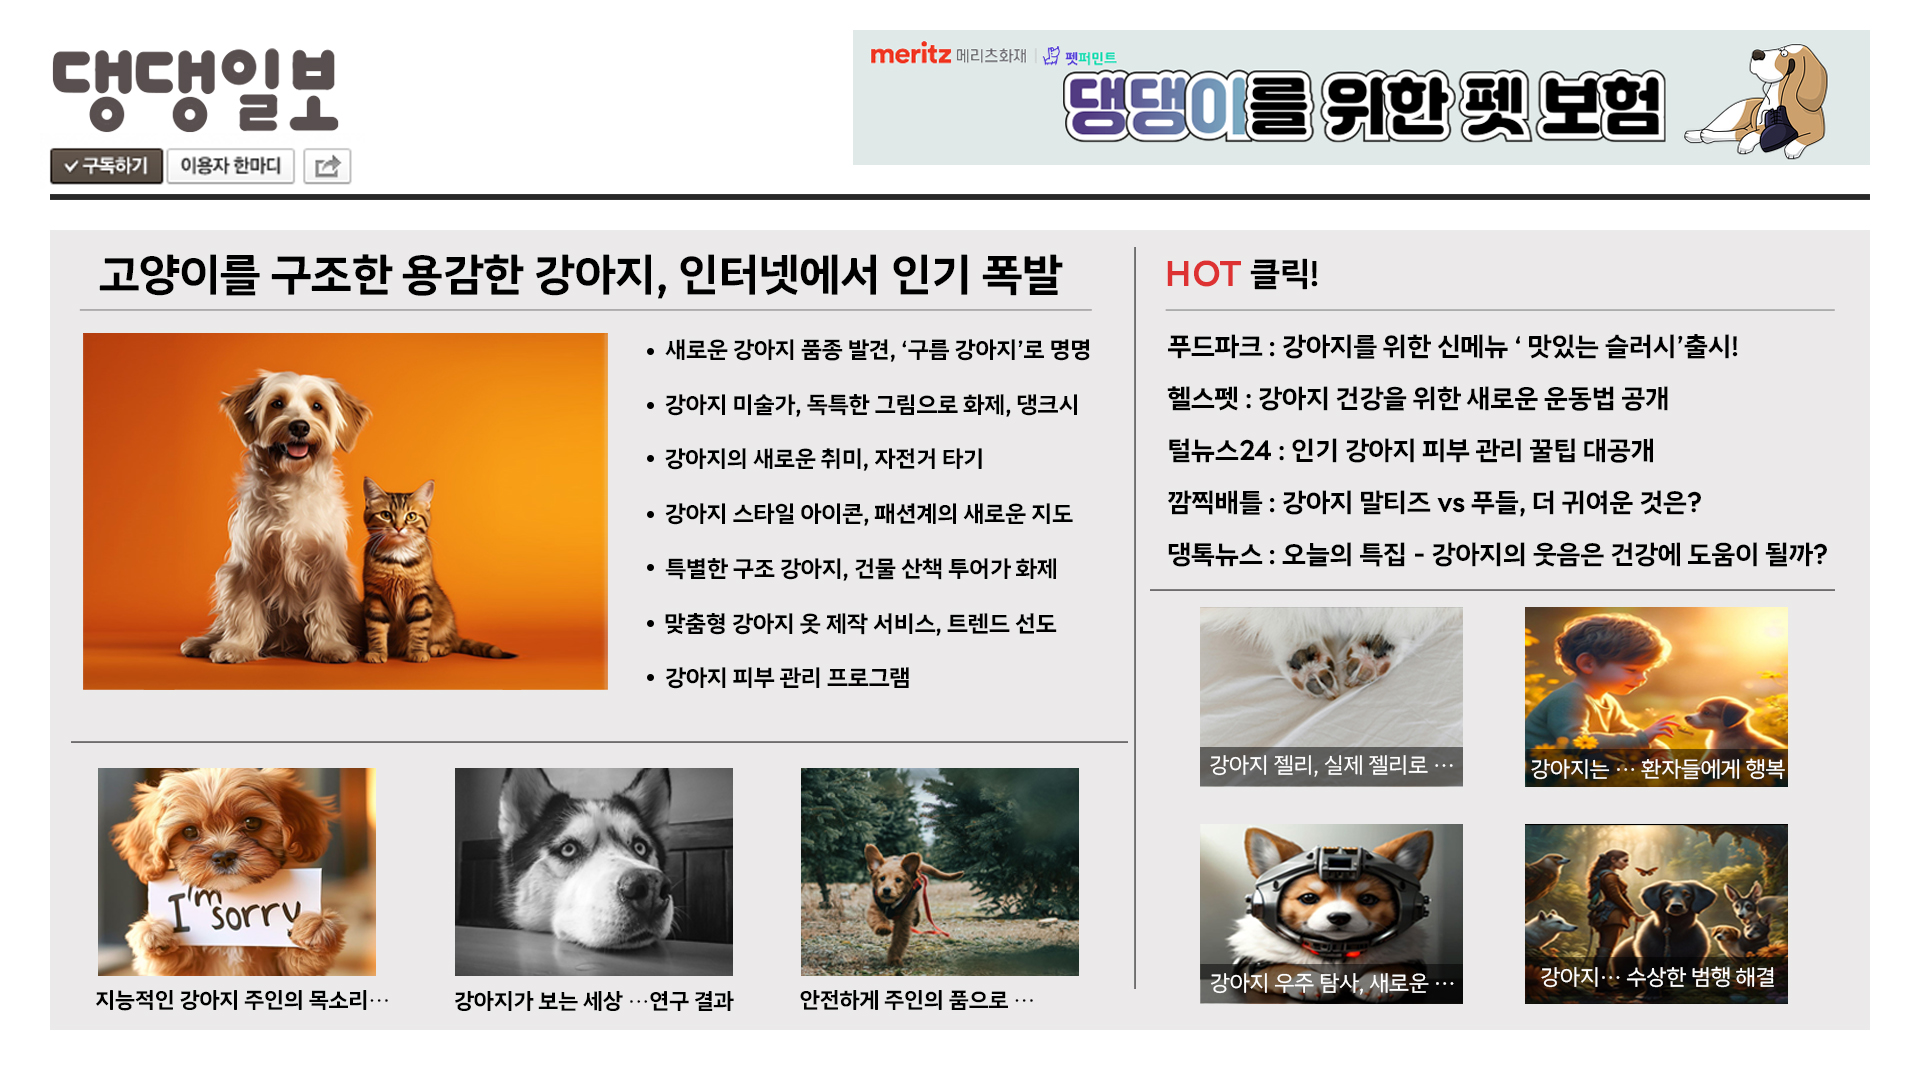 댕댕일보
구독하기
이용자 한마디
meritz 메리츠화재 펫퍼민트
댕댕이를 위한 펫 보험
고양이를 구조한 용감한 강아지, 인터넷에서 인기 폭발
• 새로운 강아지 품종 발견, ‘구름 강아지’로 명명
• 강아지 미술가, 독특한 그림으로 화제, 댕크시
• 강아지의 새로운 취미, 자전거 타기
• 강아지 스타일 아이콘, 패션계의 새로운 지도
• 특별한 구조 강아지, 건물 산책 투어가 화제
• 맞춤형 강아지 옷 제작 서비스, 트렌드 선도
• 강아지 피부 관리 프로그램
I'm
sorry
지능적인 강아지 주인의 목소리…
강아지가 보는 세상 …연구 결과
안전하게 주인의 품으로 …
HOT 클릭!
푸드파크 : 강아지를 위한 신메뉴 ‘ 맛있는 슬러시’출시!
헬스펫 : 강아지 건강을 위한 새로운 운동법 공개
털뉴스24 : 인기 강아지 피부 관리 꿀팁 대공개
깜찍배틀 : 강아지 말티즈 vs 푸들, 더 귀여운 것은?
댕톡뉴스 : 오늘의 특집 - 강아지의 웃음은 건강에 도움이 될까?
강아지 젤리, 실제 젤리로 …
강아지는 … 환자들에게 행복
강아지 우주 탐사, 새로운 …
강아지… 수상한 범행 해결